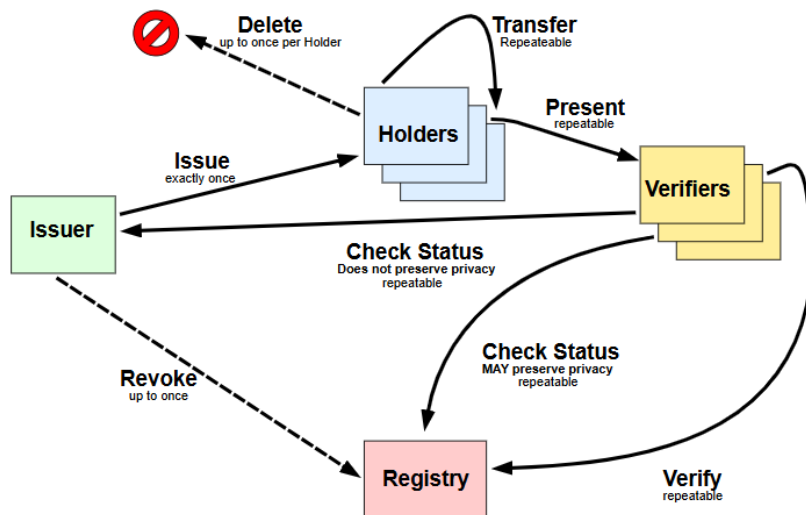 Delete
up to once per Holder
Transfer
Repeateable
Holders
Present
repeatable
Issue
exactly once
Verifiers
Issuer
Check Status
Does not preserve privacy
repeatable
Check Status
MAY preserve privacy
repeatable
Revoke
up to once
Registry
Verify
repeatable